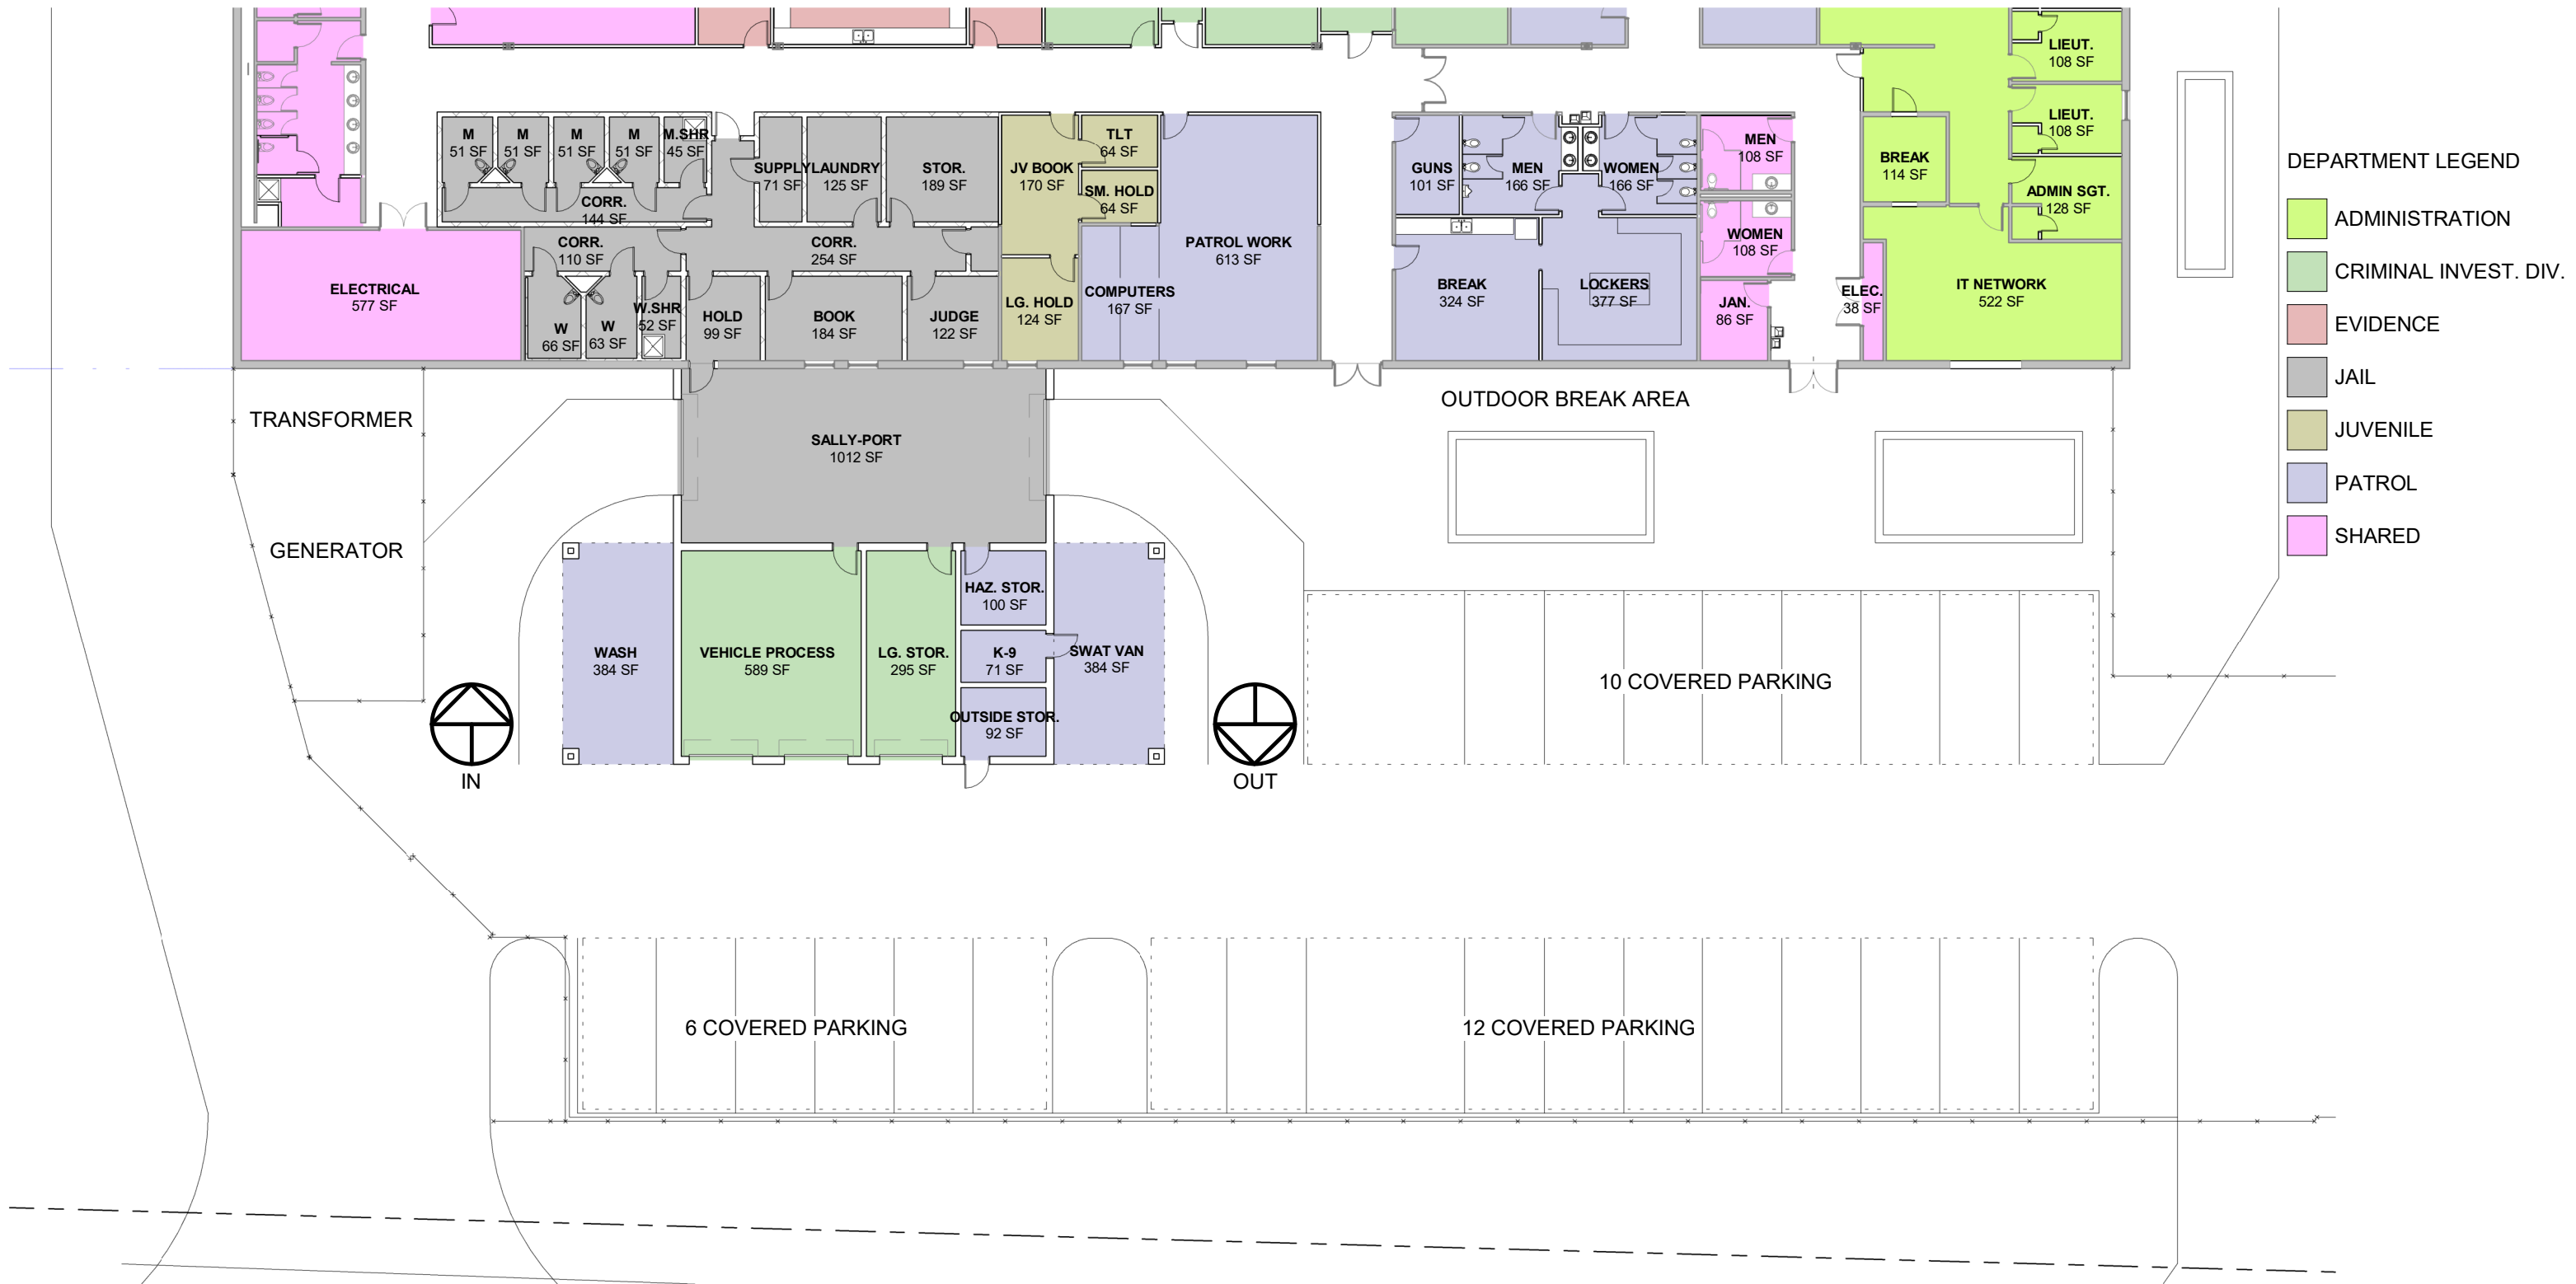 LIEUT.
108 SF
LIEUT.
108 SF
M
51 SF
M
51 SF
M
51 SF
M
51 SF
M.SHR
45 SF
SUPPLY
71 SF
LAUNDRY
125 SF
STOR.
189 SF
JV BOOK
170 SF
TLT
64 SF
SM. HOLD
64 SF
GUNS
101 SF
MEN
166 SF
WOMEN
166 SF
MEN
108 SF
BREAK
114 SF
ADMIN SGT.
128 SF
CORR.
144 SF
CORR.
110 SF
CORR.
254 SF
PATROL WORK
613 SF
WOMEN
108 SF
ELECTRICAL
577 SF
W
66 SF
W
63 SF
W.SHR
52 SF
HOLD
99 SF
BOOK
184 SF
JUDGE
122 SF
LG. HOLD
124 SF
COMPUTERS
167 SF
BREAK
324 SF
LOCKERS
377 SF
JAN.
86 SF
ELEC.
38 SF
IT NETWORK
522 SF
DEPARTMENT LEGEND
ADMINISTRATION
CRIMINAL INVEST. DIV.
EVIDENCE
JAIL
JUVENILE
PATROL
SHARED
TRANSFORMER
GENERATOR
SALLY-PORT
1012 SF
OUTDOOR BREAK AREA
WASH
384 SF
VEHICLE PROCESS
589 SF
LG. STOR.
295 SF
HAZ. STOR.
100 SF
K-9
71 SF
OUTSIDE STOR.
92 SF
SWAT VAN
384 SF
IN
OUT
10 COVERED PARKING
6 COVERED PARKING
12 COVERED PARKING